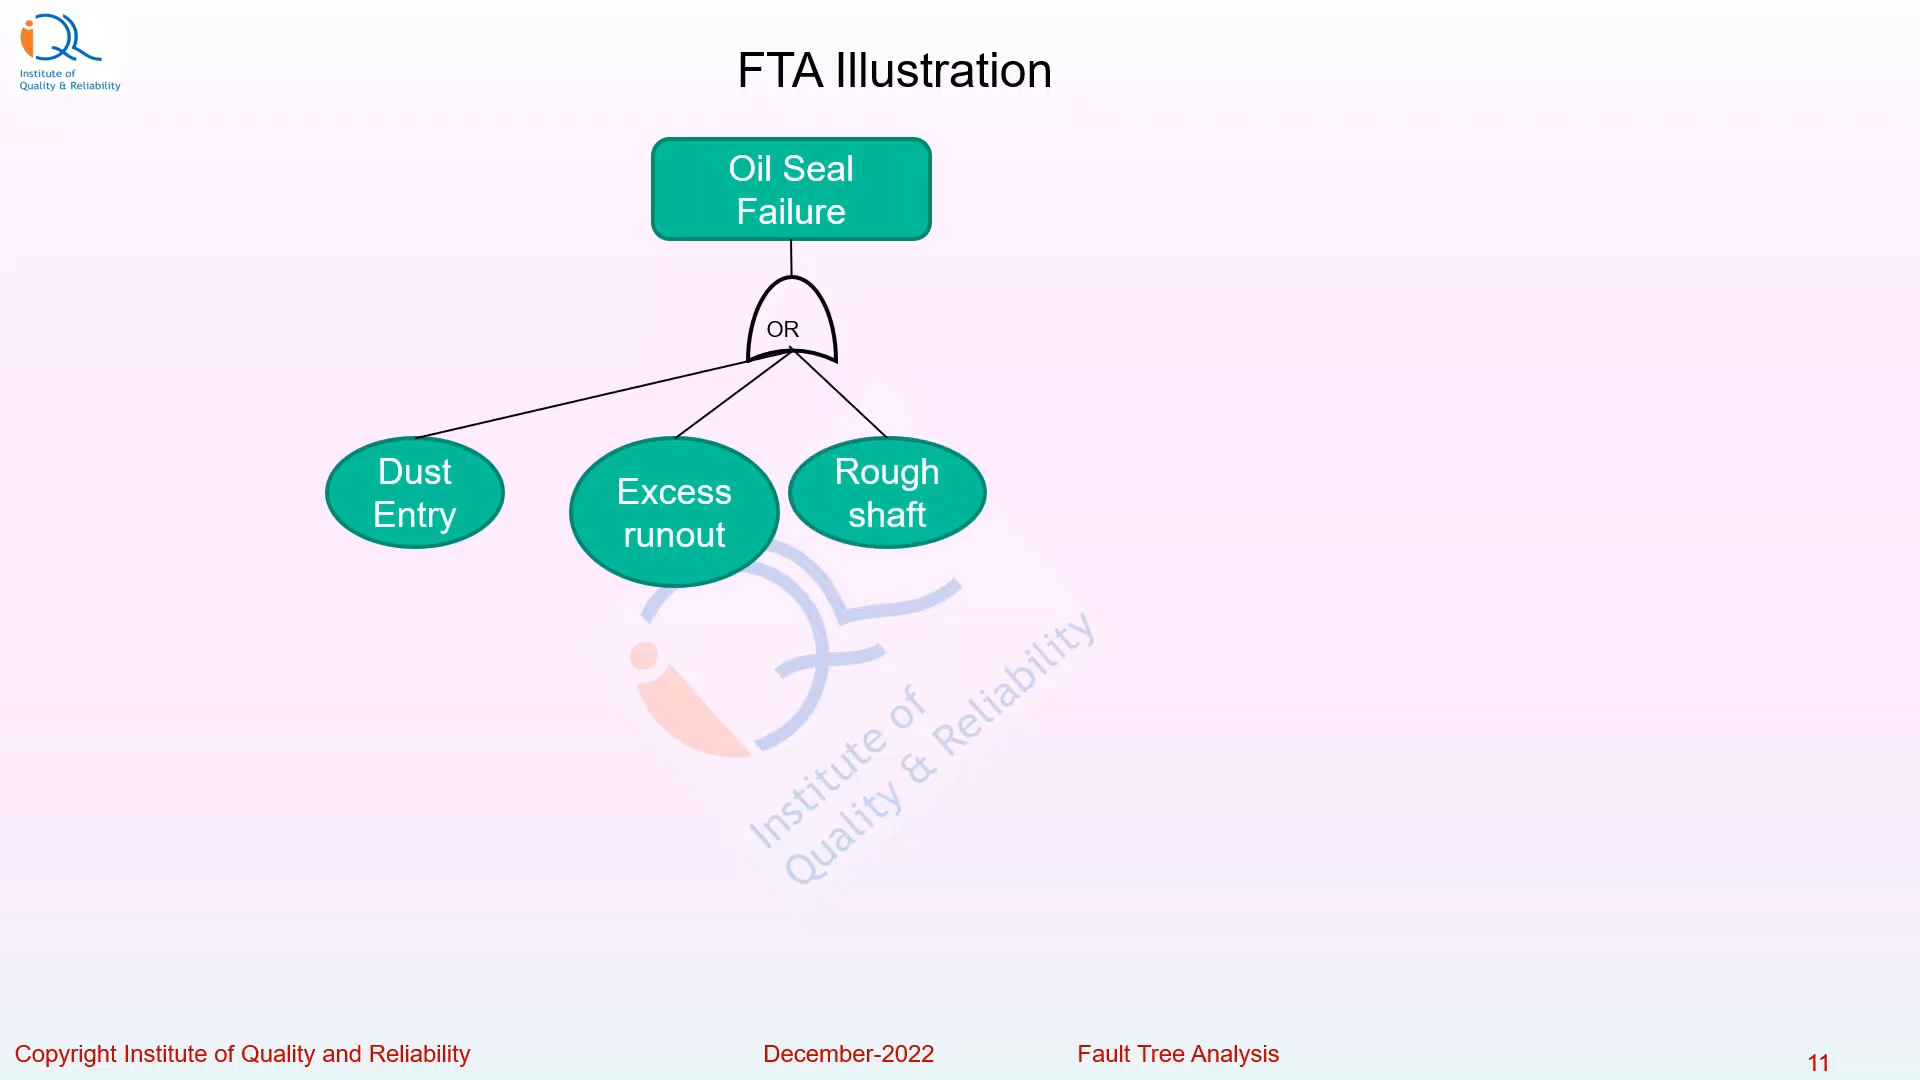 Institute of
Quality & Reliability
FTA Illustration
Oil Seal
Failure
OR
Dust
Entry
Excess
runout
Rough
shaft
Institute of
Quality & Reliability
Copyright Institute of Quality and Reliability
December-2022
Fault Tree Analysis
11